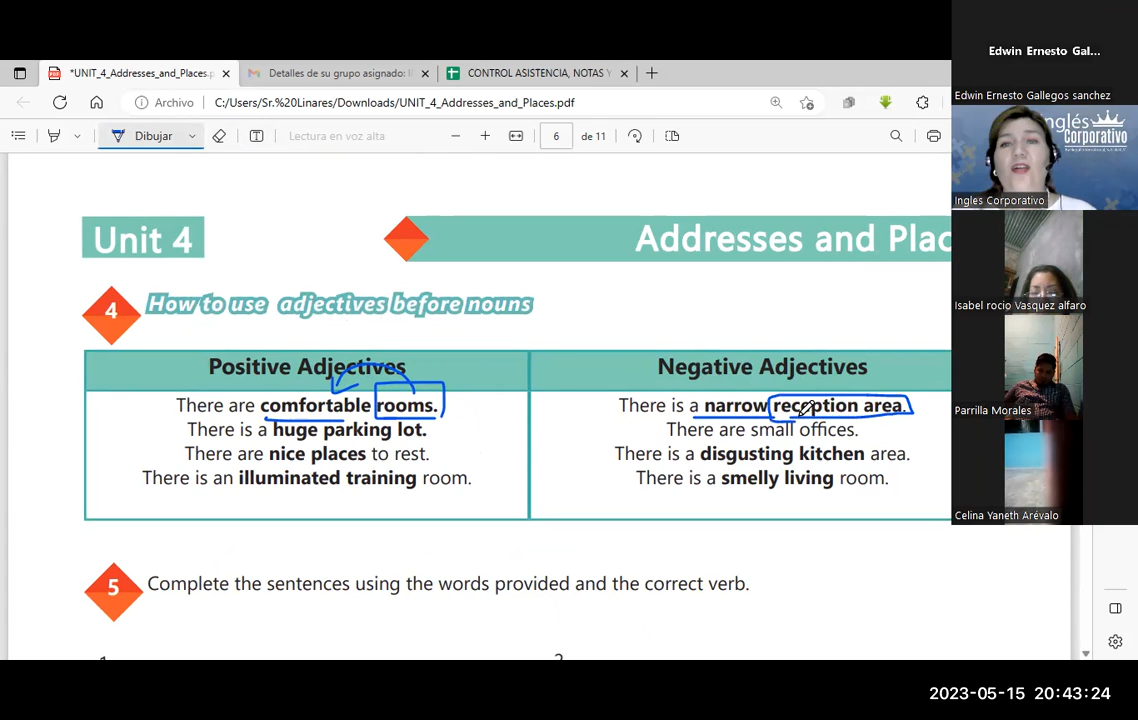 Edwin Ernesto Gal...
*UNIT_4_Addresses_and_Places.p
Detalles de su grupo asignado: I
CONTROL ASISTENCIA, NOTAS Y
Edwin Ernesto Gallegos sanchez
Archivo
C:/Users/Sr.%20Linares/Downloads/UNIT_4_Addresses_and_Places.pdf
Inglés
Corporativo
Dibujar
Lectura en voz alta
6
de 11
Ingles Corporativo
Unit 4
Addresses and Plac
4
How to use adjectives before nouns
Isabel rocio Vasquez alfaro
Positive Adjectives
There are comfortable rooms.
There is a huge parking lot.
There are nice places to rest.
There is an illuminated training room.
Negative Adjectives
There is a narrow reception area.
There are small offices.
There is a disgusting kitchen area.
There is a smelly living room.
Parrilla Morales
Celina Yaneth Arévalo
5
Complete the sentences using the words provided and the correct verb.
2023-05-15 20:43:24